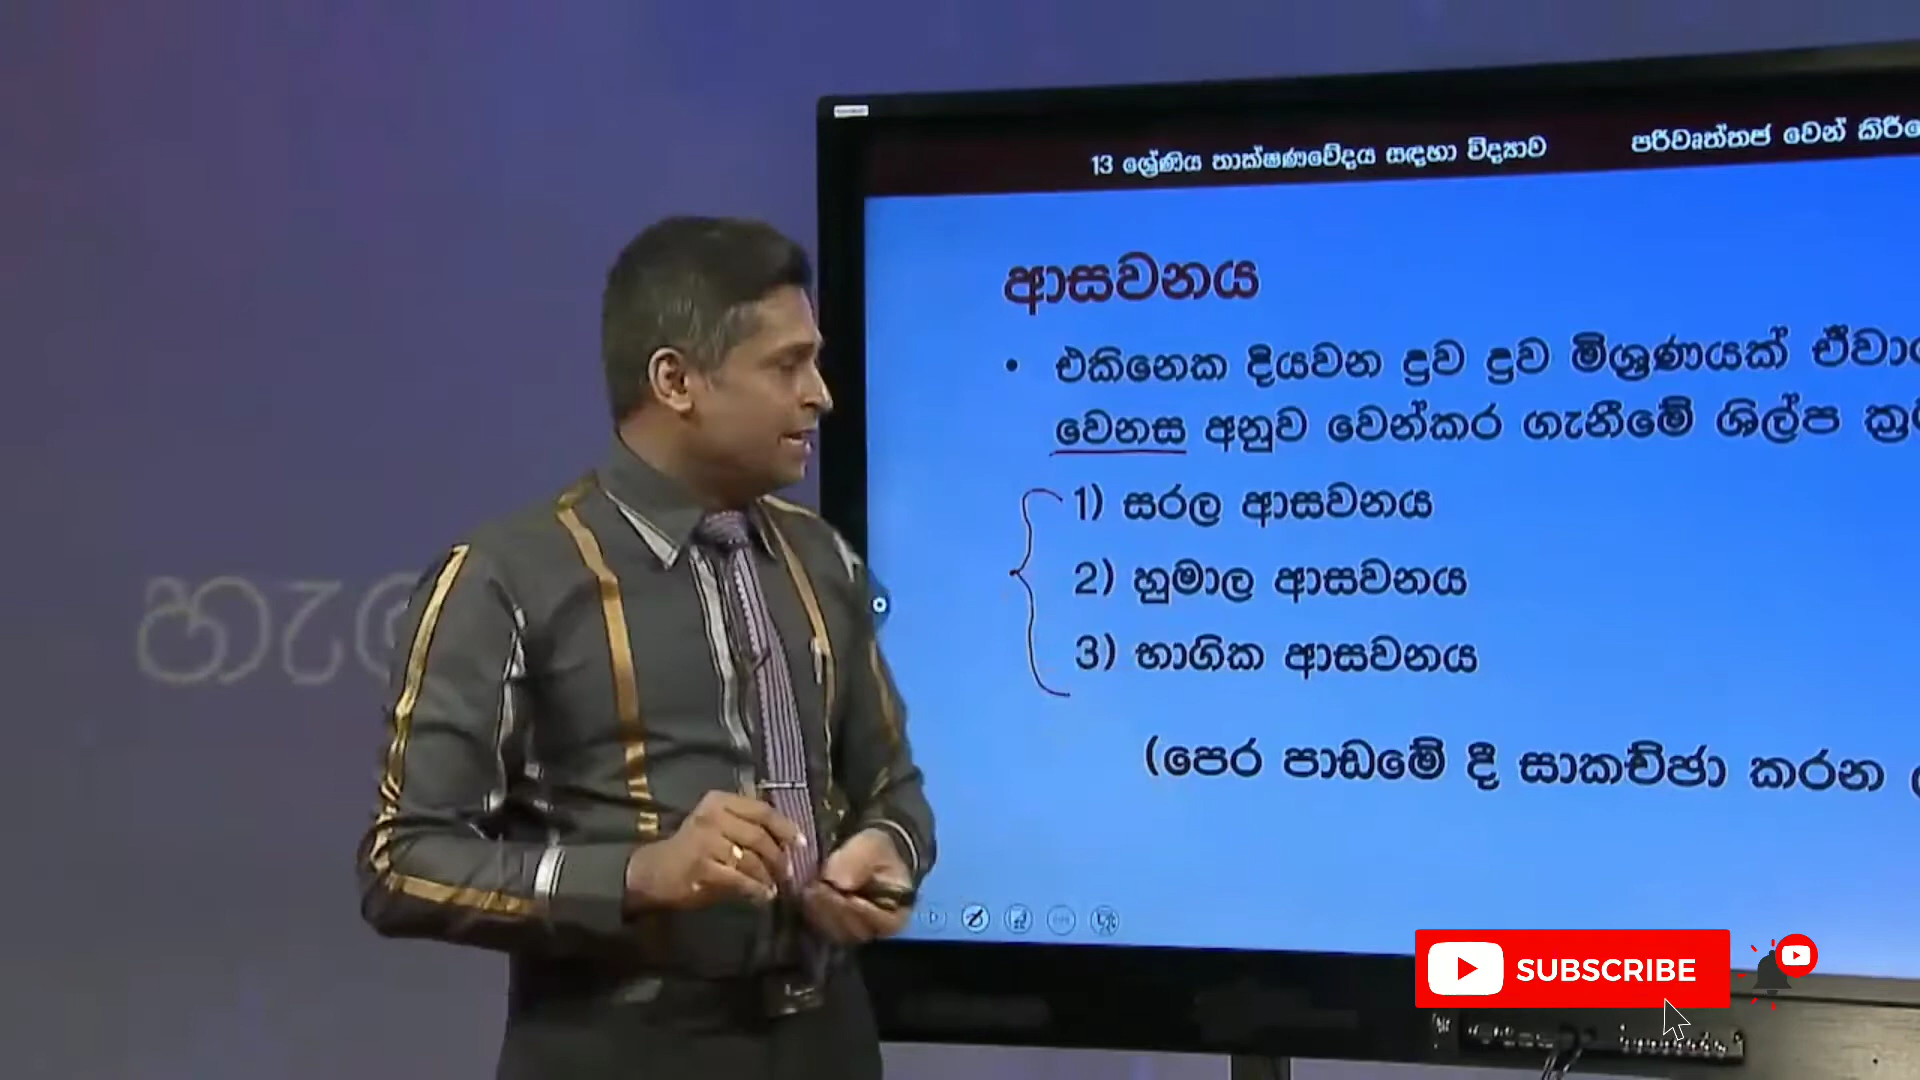 13 ශ්‍රේණිය තාක්ෂණවේදය සඳහා විද්‍යාව
පරිවෘත්තජ වෙන්
ආසවනය
• එකිනෙක දියවන ද්‍රව ද්‍රව මිශ්‍රණයක්
වෙනස අනුව වෙන්කර ගැනීමේ ශිල්ප
1) සරල ආසවනය
2) හුමාල ආසවනය
3) භාගික ආසවනය
(පෙර පාඩමේ දී සාකච්ඡා කරන
හැල
SUBSCRIBE